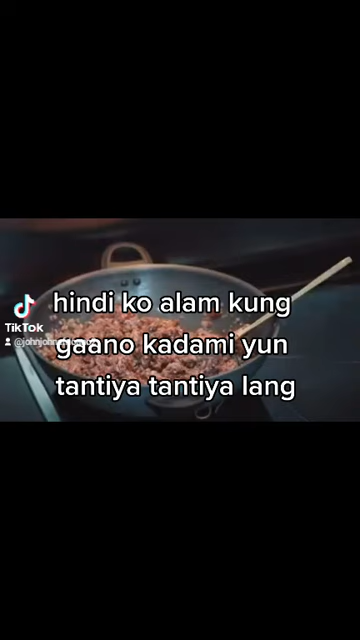 hindi ko alam kung
TikTok
gaano kadami yun
tantiya tantiya lang